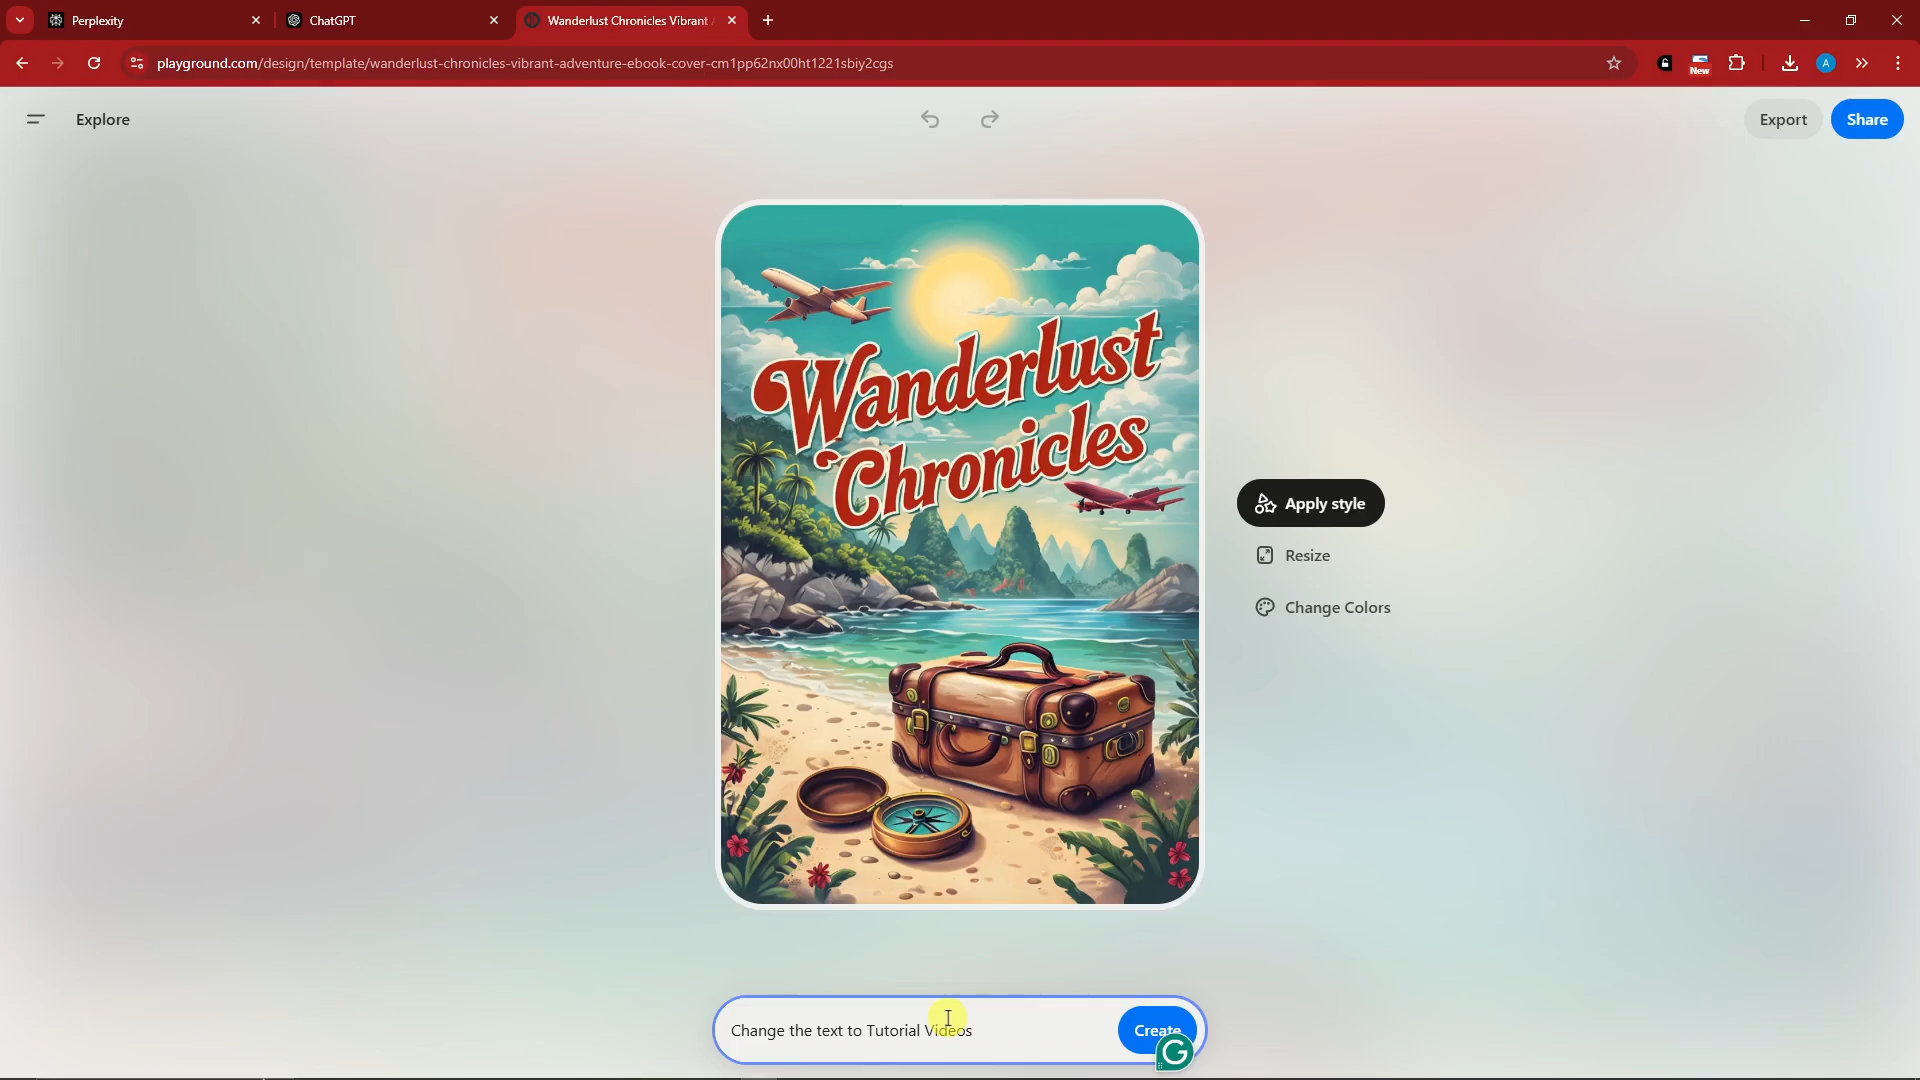 Perplexity
ChatGPT
Wanderlust Chronicles Vibrant
playground.com/design/template/wanderlust-chronicles-vibrant-adventure-ebook-cover-cm1pp62nx00ht1221sbiy2cgs
New
A
Explore
Export
Share
Wanderlust
Chronicles
Apply style
Resize
Change Colors
Change the text to Tutorial Videos
Create
G